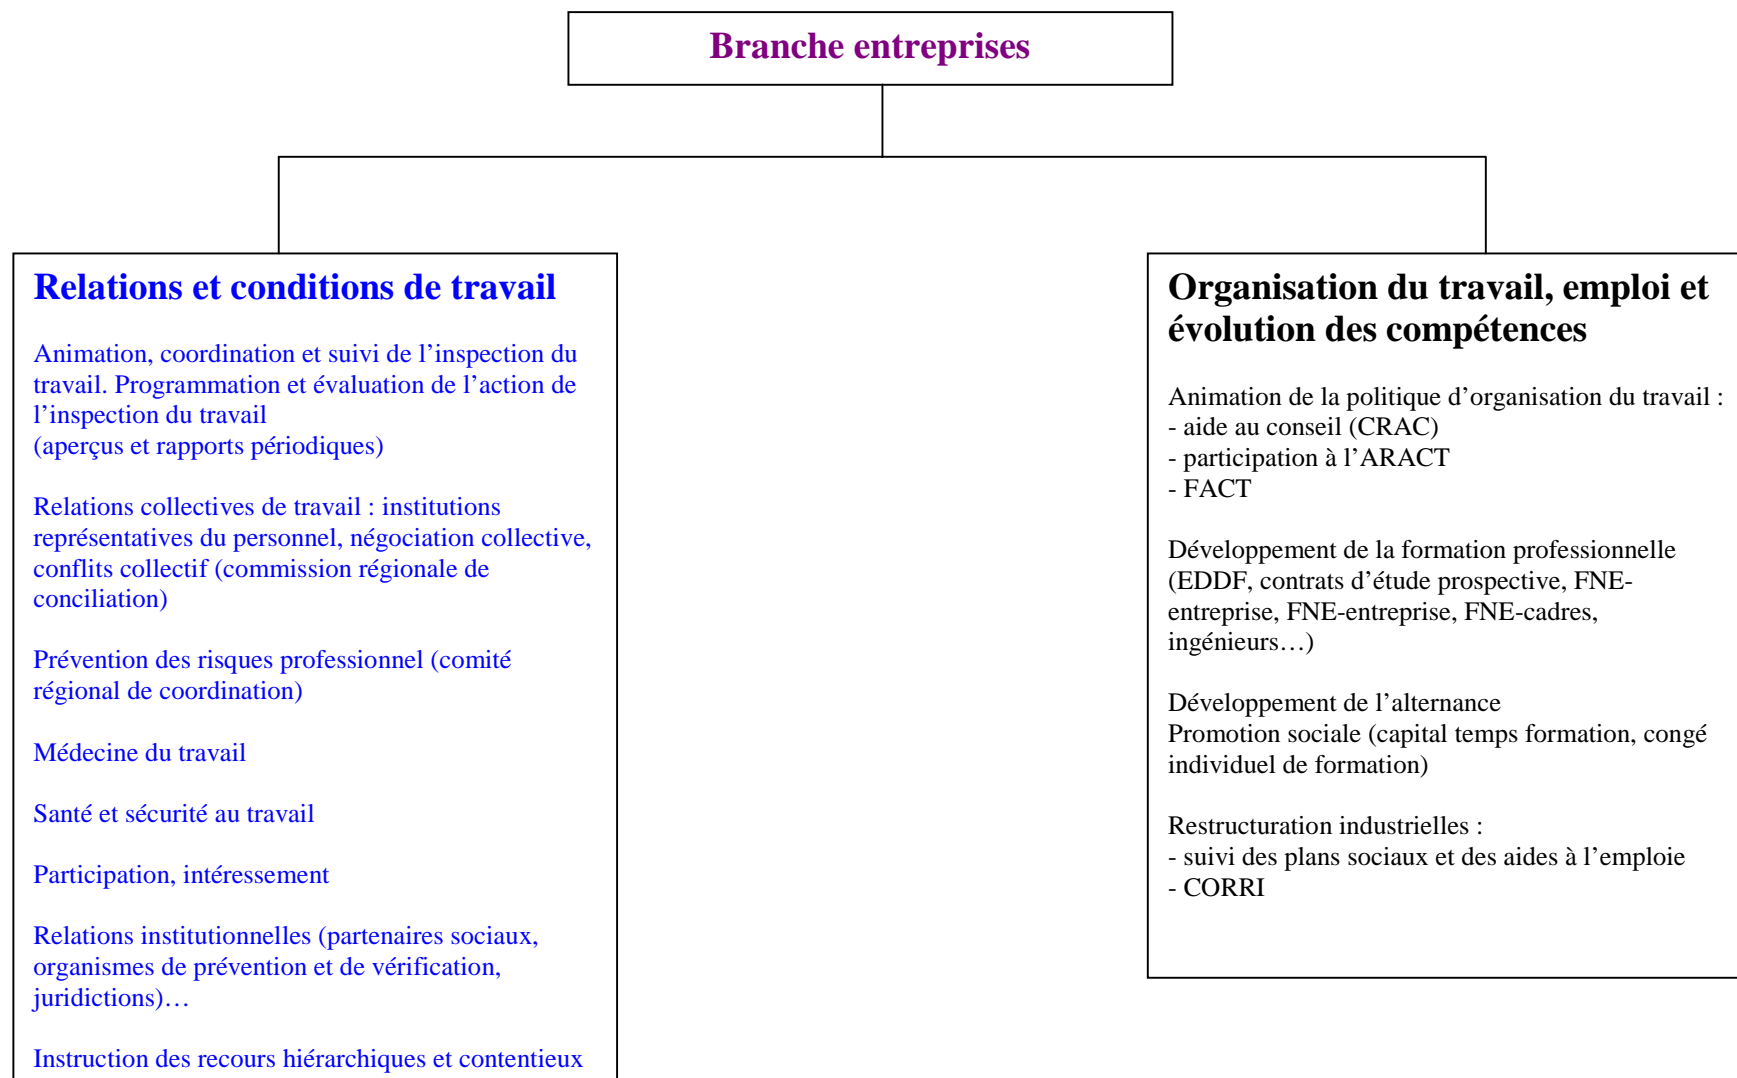 Branche entreprises
Relations et conditions de travail
Animation, coordination et suivi de l’inspection du
travail. Programmation et évaluation de l’action de
l’inspection du travail
(aperçus et rapports périodiques)
Relations collectives de travail : institutions
représentatives du personnel, négociation collective,
conflits collectif (commission régionale de
conciliation)
Prévention des risques professionnel (comité
régional de coordination)
Médecine du travail
Santé et sécurité au travail
Participation, intéressement
Relations institutionnelles (partenaires sociaux,
organismes de prévention et de vérification,
juridictions)…
Instruction des recours hiérarchiques et contentieux
Organisation du travail, emploi et
évolution des compétences
Animation de la politique d’organisation du travail :
- aide au conseil (CRAC)
- participation à l’ARACT
- FACT
Développement de la formation professionnelle
(EDDF, contrats d’étude prospective, FNE-
entreprise, FNE-entreprise, FNE-cadres,
ingénieurs…)
Développement de l’alternance
Promotion sociale (capital temps formation, congé
individuel de formation)
Restructuration industrielles :
- suivi des plans sociaux et des aides à l’emploie
- CORRI